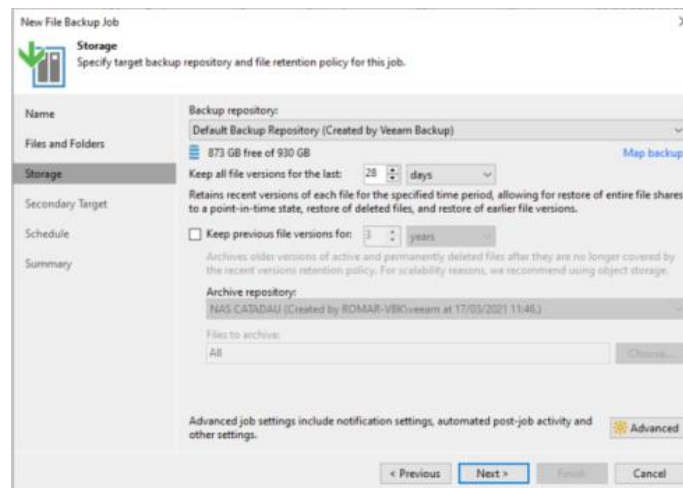 New File Backup Job
Storage
Specify target backup repository and file retention policy for this job.
Name
Files and Folders
Storage
Secondary Target
Schedule
Summary
Backup repository:
Default Backup Repository (Created by Veeam Backup)
873 GB free of 930 GB
Map backup
Keep all file versions for the last: 28 days
Retains recent versions of each file for the specified time period, allowing for restore of entire file shares
to a point-in-time state, restore of deleted files, and restore of earlier file versions.
Keep previous file versions for: 3 years
Archives older versions of active and permanently deleted files after they are no longer covered by
the recent versions retention policy. For scalability reasons, we recommend using object storage.
Archive repository:
NAS CATADAU (Created by ROMAR-VBK\veeam at 17/03/2021 11:46.)
Files to archive:
All
Choose...
Advanced job settings include notification settings, automated post-job activity and
other settings.
Advanced
< Previous
Next >
Finish
Cancel